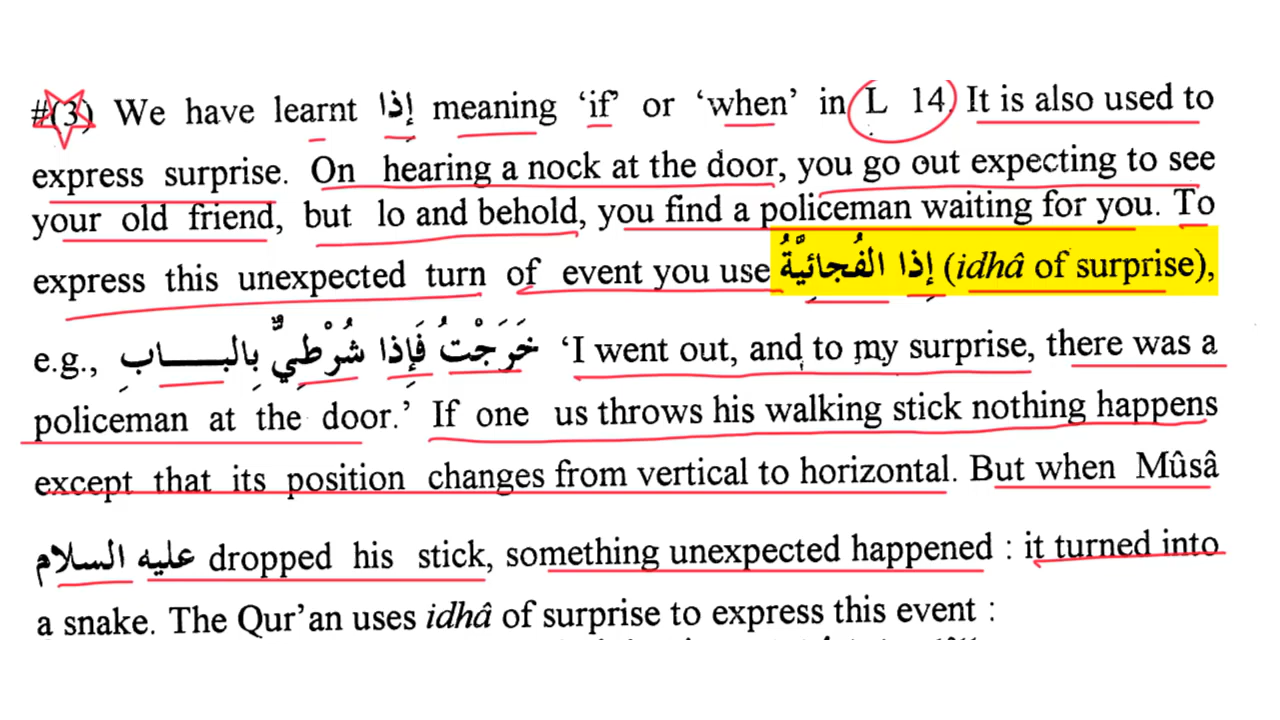 #(3) We have learnt إِذا meaning ‘if’ or ‘when’ in L 14) It is also used to
express surprise. On hearing a nock at the door, you go out expecting to see
your old friend, but lo and behold, you find a policeman waiting for you. To
express this unexpected turn of event you use إِذا الفُجائِيَّةُ (idhâ of surprise),
e.g., خَرَجْتُ فَإِذا شُرْطِيٌّ بِالبـــــابِ ‘I went out, and to my surprise, there was a
policeman at the door.’ If one us throws his walking stick nothing happens
except that its position changes from vertical to horizontal. But when Mûsâ
عليه السلام dropped his stick, something unexpected happened : it turned into
a snake. The Qur’an uses idhâ of surprise to express this event :